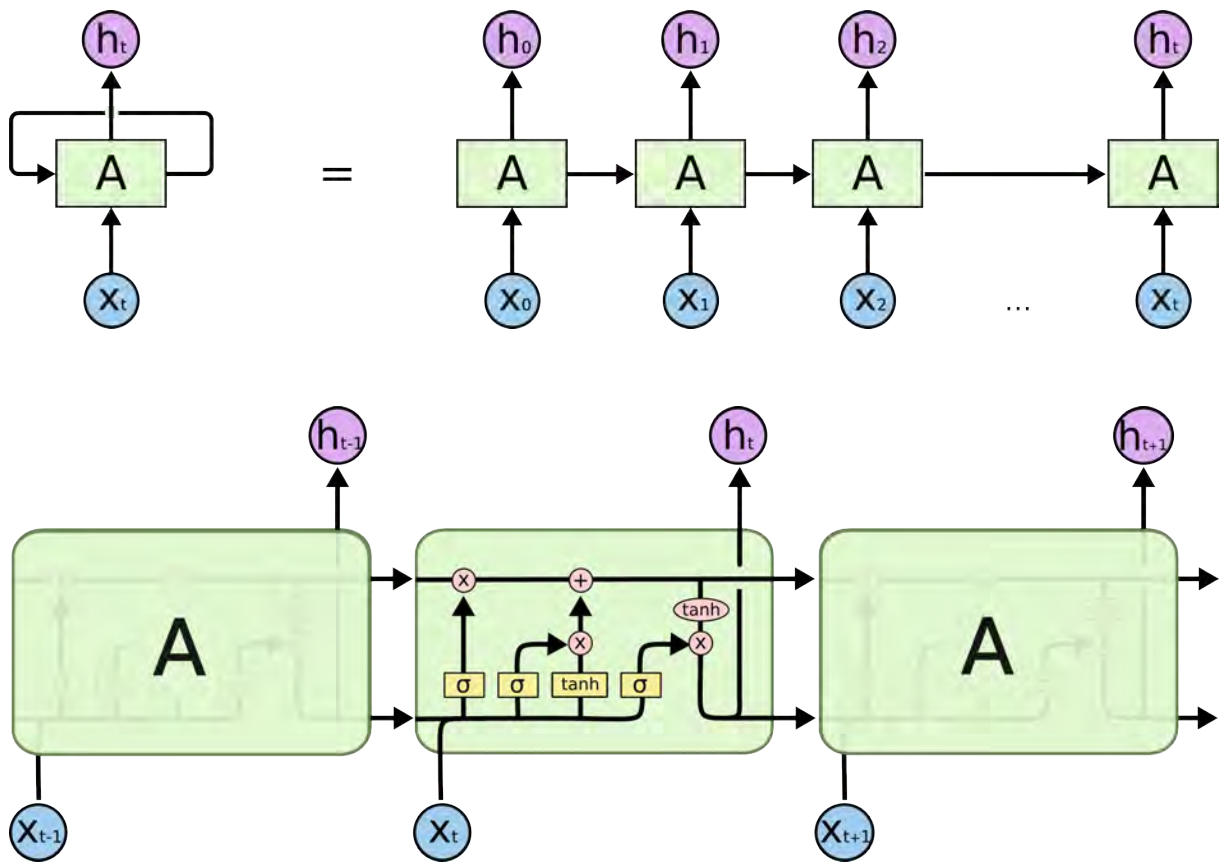 hₜ h₀ h₁ h₂ hₜ
A = A A A A
xₜ x₀ x₁ x₂ ... xₜ
hₜ₋₁ hₜ hₜ₊₁
x + tanh
A x x A
σ σ tanh σ
xₜ₋₁ xₜ xₜ₊₁